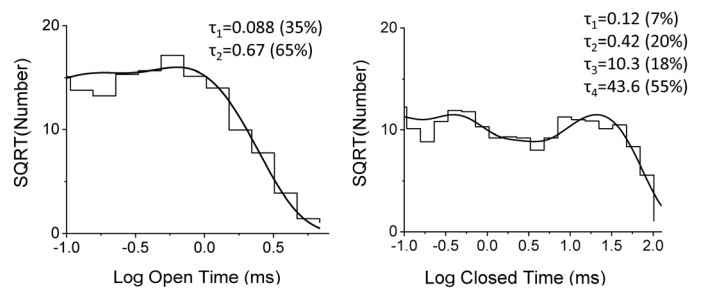 τ1=0.088 (35%)
τ2=0.67 (65%)
SQRT(Number)
20
10
0
-1.0 -0.5 0.0 0.5
Log Open Time (ms)
τ1=0.12 (7%)
τ2=0.42 (20%)
τ3=10.3 (18%)
τ4=43.6 (55%)
SQRT(Number)
20
10
0
-1.0 -0.5 0.0 0.5 1.0 1.5 2.0
Log Closed Time (ms)